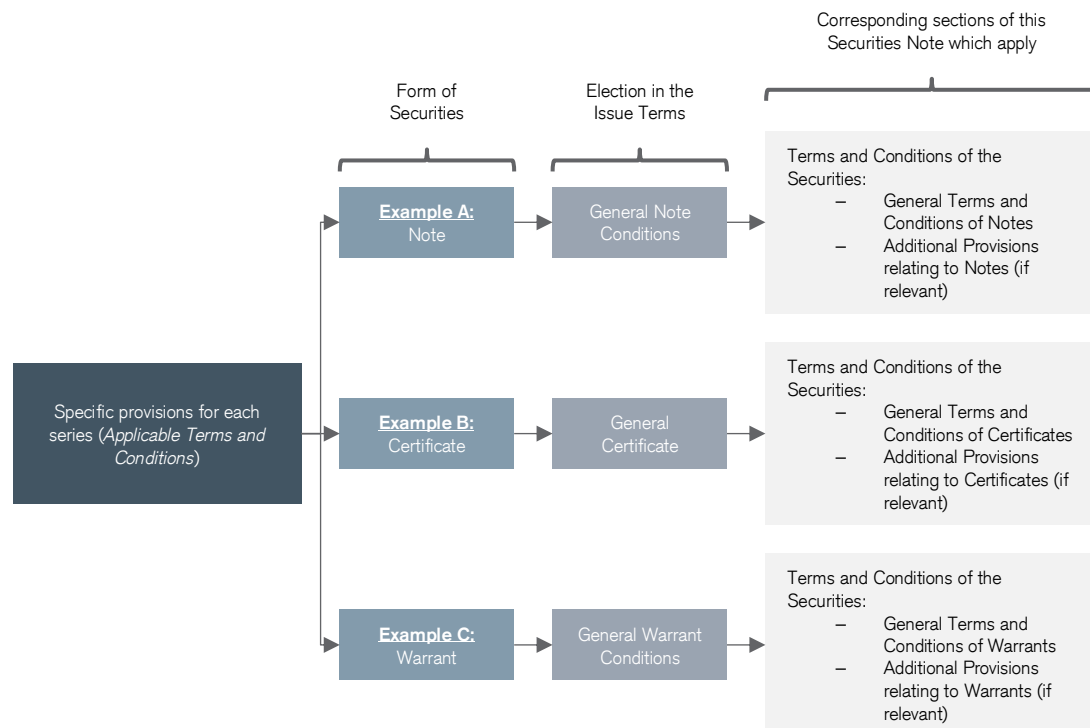 Corresponding sections of this
Securities Note which apply
Form of
Securities
Election in the
Issue Terms
Terms and Conditions of the
Securities:
– General Terms and
Conditions of Notes
– Additional Provisions
relating to Notes (if
relevant)
Example A:
Note
General Note
Conditions
Specific provisions for each
series (Applicable Terms and
Conditions)
Example B:
Certificate
General
Certificate
Terms and Conditions of the
Securities:
– General Terms and
Conditions of Certificates
– Additional Provisions
relating to Certificates (if
relevant)
Example C:
Warrant
General Warrant
Conditions
Terms and Conditions of the
Securities:
– General Terms and
Conditions of Warrants
– Additional Provisions
relating to Warrants (if
relevant)